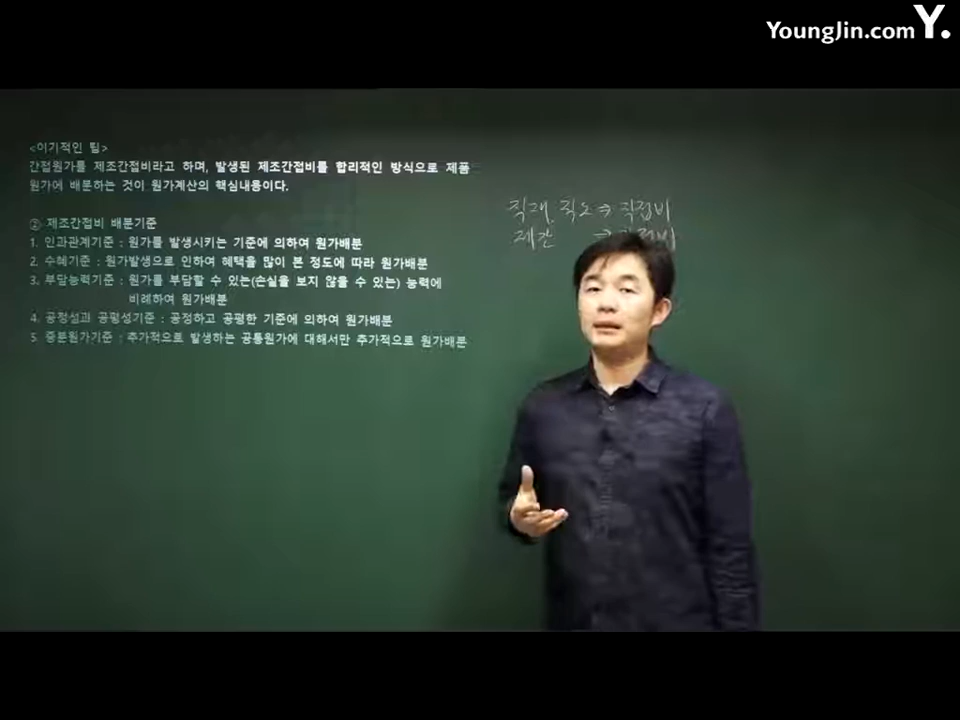 YoungJin.com Y.
<이기적인 팁>
간접원가를 제조간접비라고 하며, 발생된 제조간접비를 합리적인 방식으로 제품
원가에 배분하는 것이 원가계산의 핵심내용이다.
② 제조간접비 배분기준
1. 인과관계기준 : 원가를 발생시키는 기준에 의하여 원가배분
2. 수혜기준 : 원가발생으로 인하여 혜택을 많이 본 정도에 따라 원가배분
3. 부담능력기준 : 원가를 부담할 수 있는(손실을 보지 않을 수 있는) 능력에
비례하여 원가배분
4. 공정성과 공평성기준 : 공정하고 공평한 기준에 의하여 원가배분
5. 증분원가기준 : 추가적으로 발생하는 공통원가에 대해서만 추가적으로 원가배분
직재, 직노 ⇒ 직접비
제간 ⇒